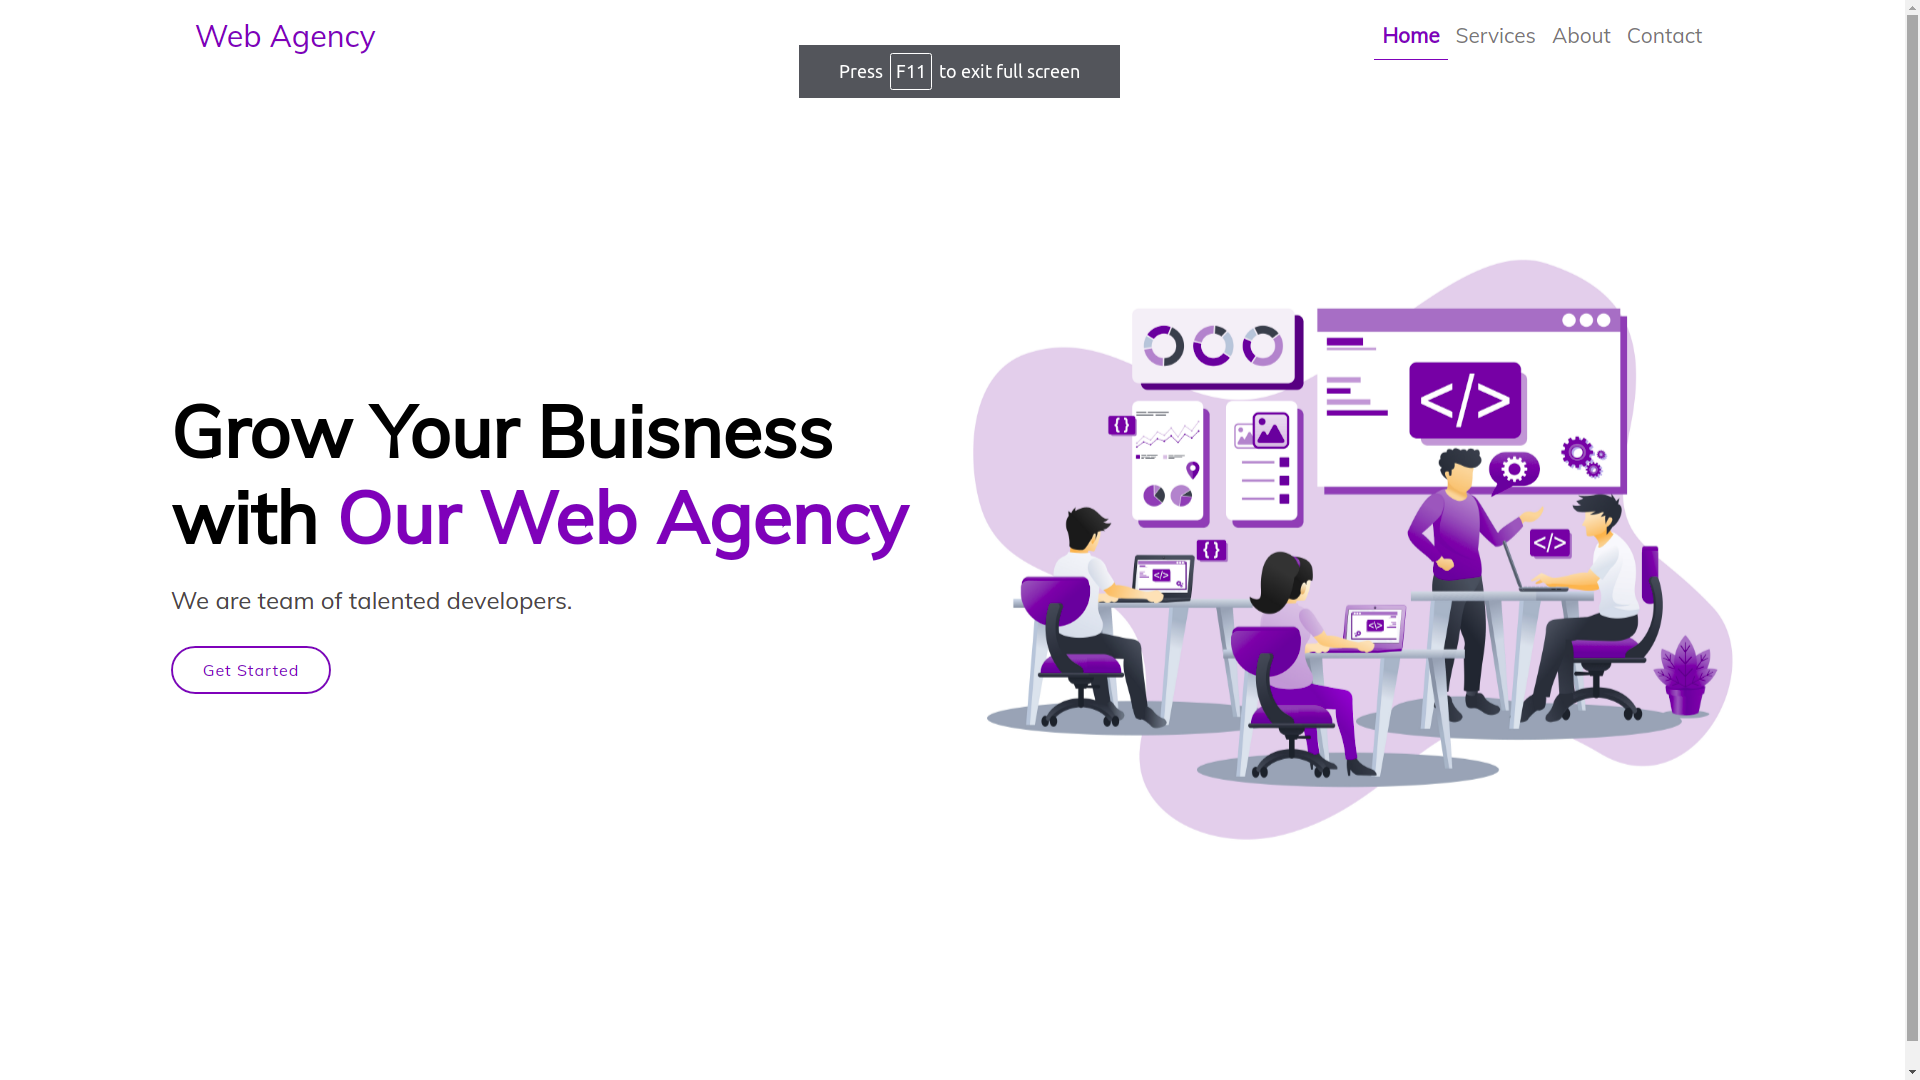 Web Agency
Home Services About Contact
Press F11 to exit full screen
Grow Your Buisness
with Our Web Agency
We are team of talented developers.
Get Started
</>
{ }
{ }
</>
</>
</>